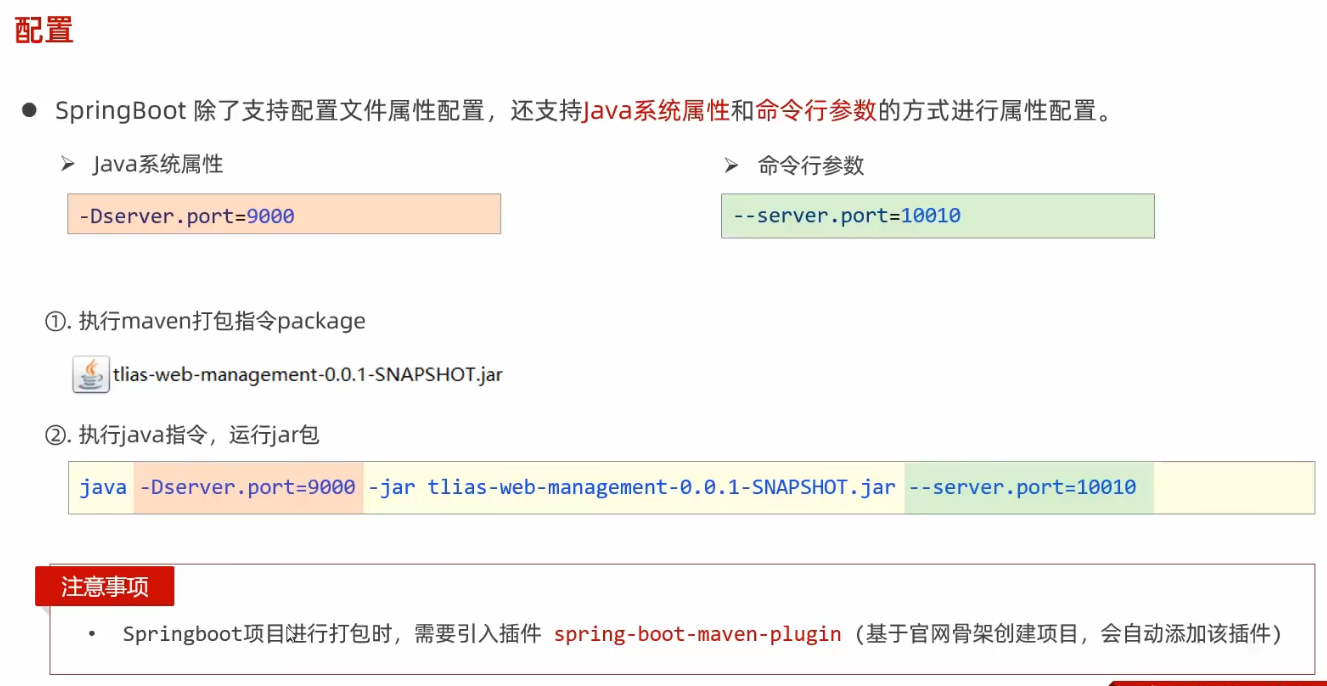 配置
● SpringBoot 除了支持配置文件属性配置，还支持Java系统属性和命令行参数的方式进行属性配置。
➢ Java系统属性
-Dserver.port=9000
➢ 命令行参数
--server.port=10010
①. 执行maven打包指令package
tlias-web-management-0.0.1-SNAPSHOT.jar
②. 执行java指令，运行jar包
java -Dserver.port=9000 -jar tlias-web-management-0.0.1-SNAPSHOT.jar --server.port=10010
注意事项
• Springboot项目进行打包时，需要引入插件 spring-boot-maven-plugin (基于官网骨架创建项目，会自动添加该插件)